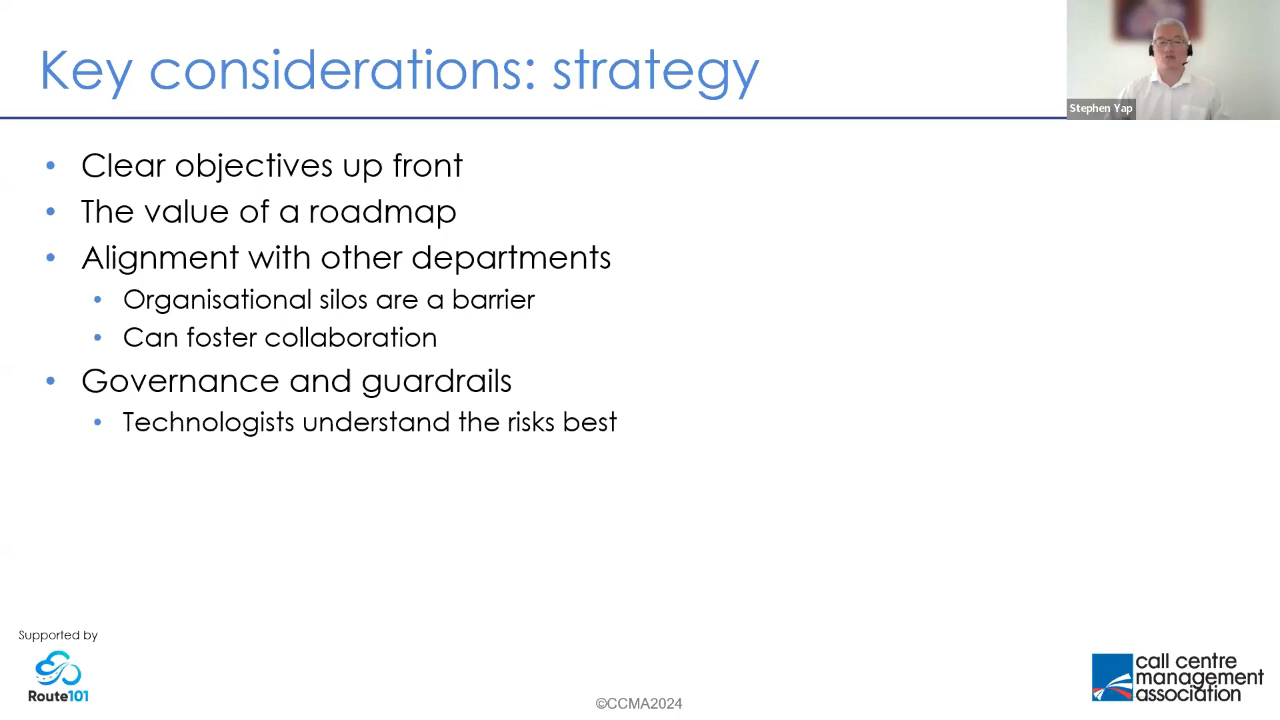 Key considerations: strategy
Stephen Yap
• Clear objectives up front
• The value of a roadmap
• Alignment with other departments
• Organisational silos are a barrier
• Can foster collaboration
• Governance and guardrails
• Technologists understand the risks best
Supported by
Route101
©CCMA2024
call centre
management
association